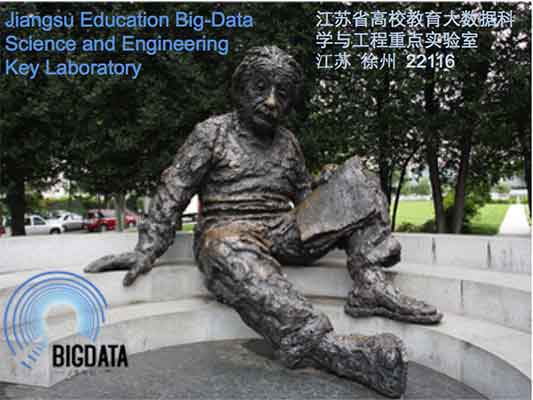 Jiangsu Education Big-Data
Science and Engineering
Key Laboratory
江苏省高校教育大数据科
学与工程重点实验室
江苏 徐州 22116
BIGDATA